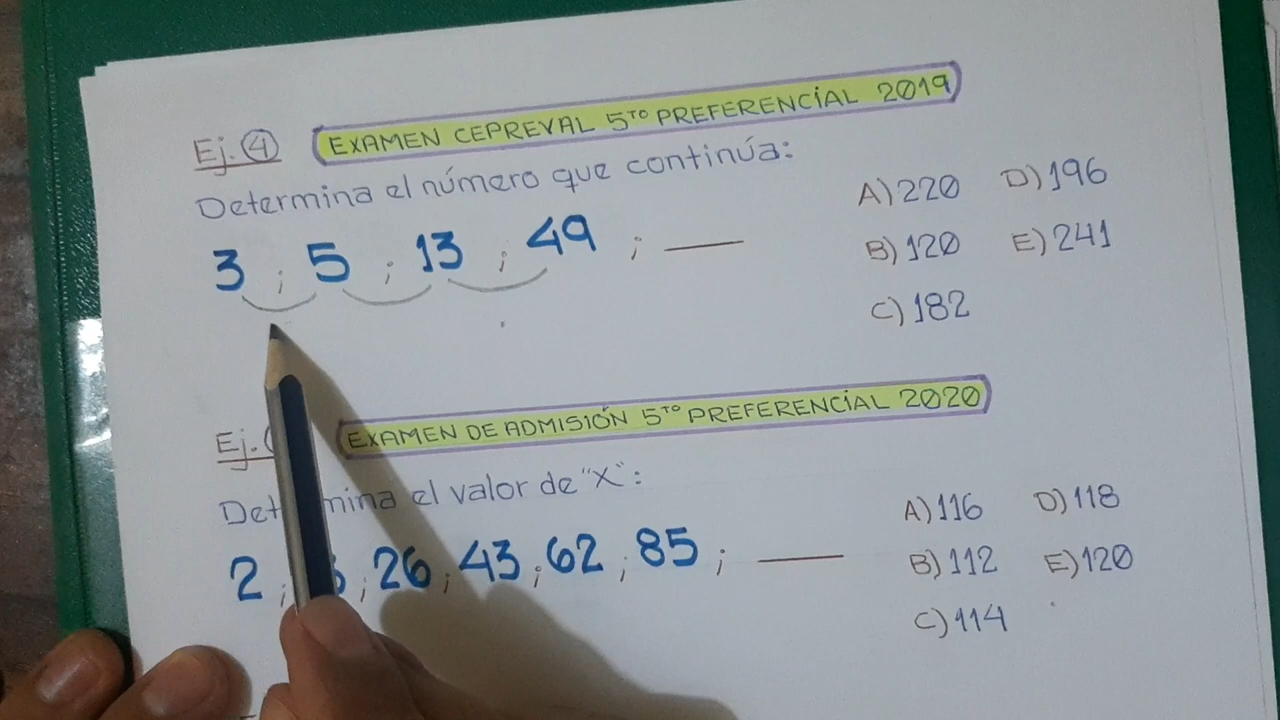 Ej. 4 EXAMEN CEPREVAL 5TO PREFERENCIAL 2019
Determina el número que continúa:
3 ; 5 ; 13 ; 49 ; ___
A) 220 D) 196
B) 120 E) 241
C) 182
Ej. EXAMEN DE ADMISIÓN 5TO PREFERENCIAL 2020
el valor de "X":
2 ; ; 26 ; 43 ; 62 ; 85 ; ___
A) 116 D) 118
B) 112 E) 120
C) 114